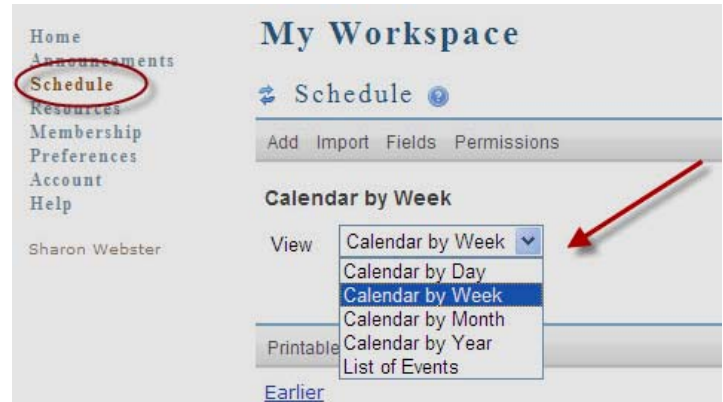 Home
Announcements
Schedule
Resources
Membership
Preferences
Account
Help
Sharon Webster
My Workspace
Schedule
Add Import Fields Permissions
Calendar by Week
View Calendar by Week
Calendar by Day
Calendar by Week
Calendar by Month
Calendar by Year
List of Events
Printable
Earlier